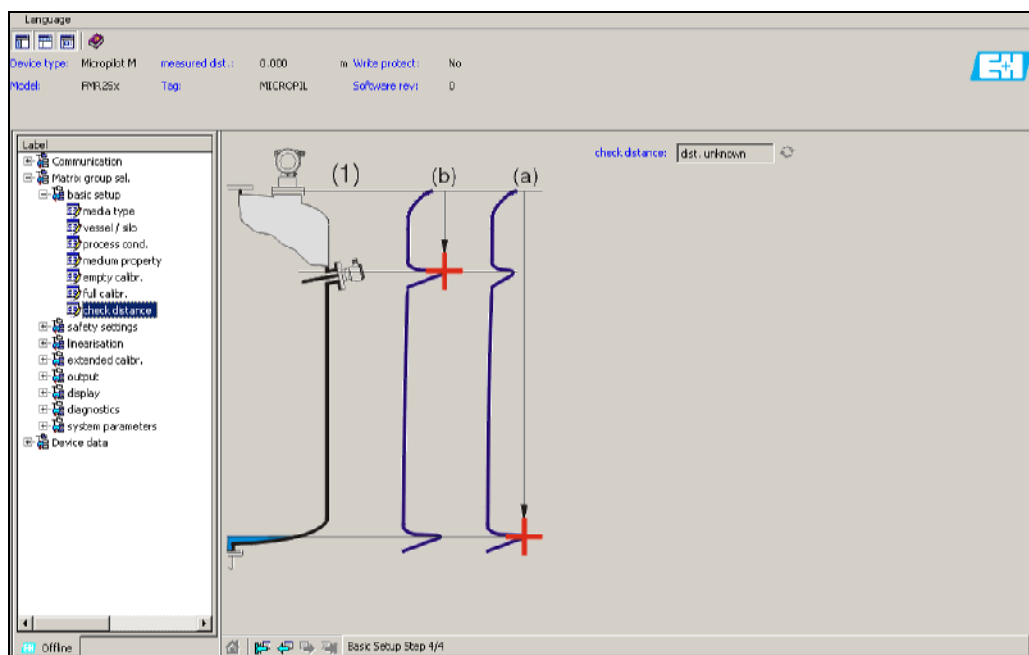 Language
Device type: Micropilot M measured dist.: 0.000 m Write protect: No
Model: FMR25x Tag: MICROPIL Software rev: 0
E+H
Label
Communication
Matrix group sel.
basic setup
media type
vessel / silo
process cond.
medium property
empty calibr.
full calibr.
check distance
safety settings
linearisation
extended calibr.
output
display
diagnostics
system parameters
Device data
(1) (b) (a)
check distance: dist. unknown
Offline
Basic Setup Step 4/4